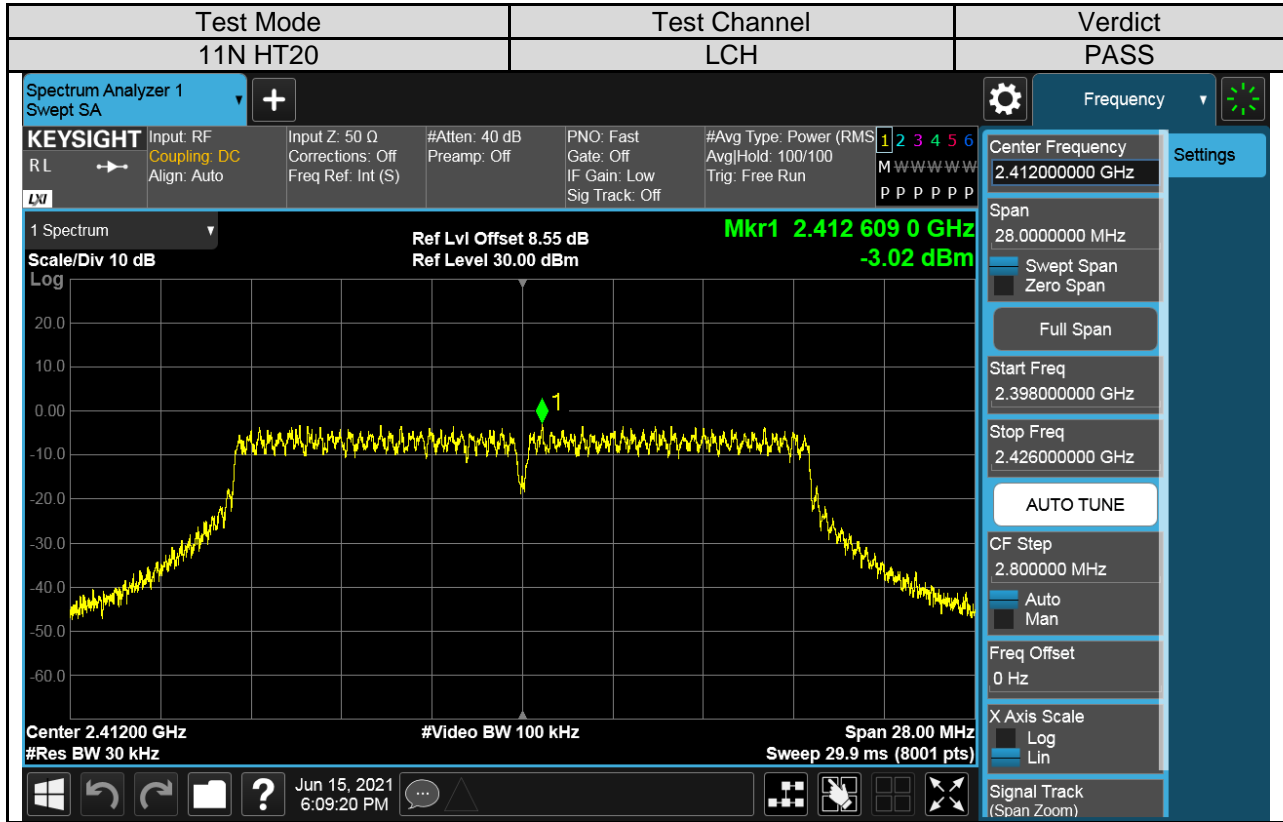 Test Mode Test Channel Verdict
11N HT20 LCH PASS
Spectrum Analyzer 1
Swept SA
Frequency
KEYSIGHT Input: RF Input Z: 50 Ω #Atten: 40 dB PNO: Fast #Avg Type: Power (RMS 1 2 3 4 5 6
R L Coupling: DC Corrections: Off Preamp: Off Gate: Off Avg|Hold: 100/100 M W W W W W
Align: Auto Freq Ref: Int (S) IF Gain: Low Trig: Free Run
LXI Sig Track: Off P P P P P P
1 Spectrum Ref Lvl Offset 8.55 dB Mkr1 2.412 609 0 GHz
Scale/Div 10 dB Ref Level 30.00 dBm -3.02 dBm
Log
20.0
10.0
0.00
1
-10.0
-20.0
-30.0
-40.0
-50.0
-60.0
Center 2.41200 GHz #Video BW 100 kHz Span 28.00 MHz
#Res BW 30 kHz Sweep 29.9 ms (8001 pts)
? Jun 15, 2021
6:09:20 PM
Center Frequency
2.412000000 GHz
Settings
Span
28.0000000 MHz
Swept Span
Zero Span
Full Span
Start Freq
2.398000000 GHz
Stop Freq
2.426000000 GHz
AUTO TUNE
CF Step
2.800000 MHz
Auto
Man
Freq Offset
0 Hz
X Axis Scale
Log
Lin
Signal Track
(Span Zoom)